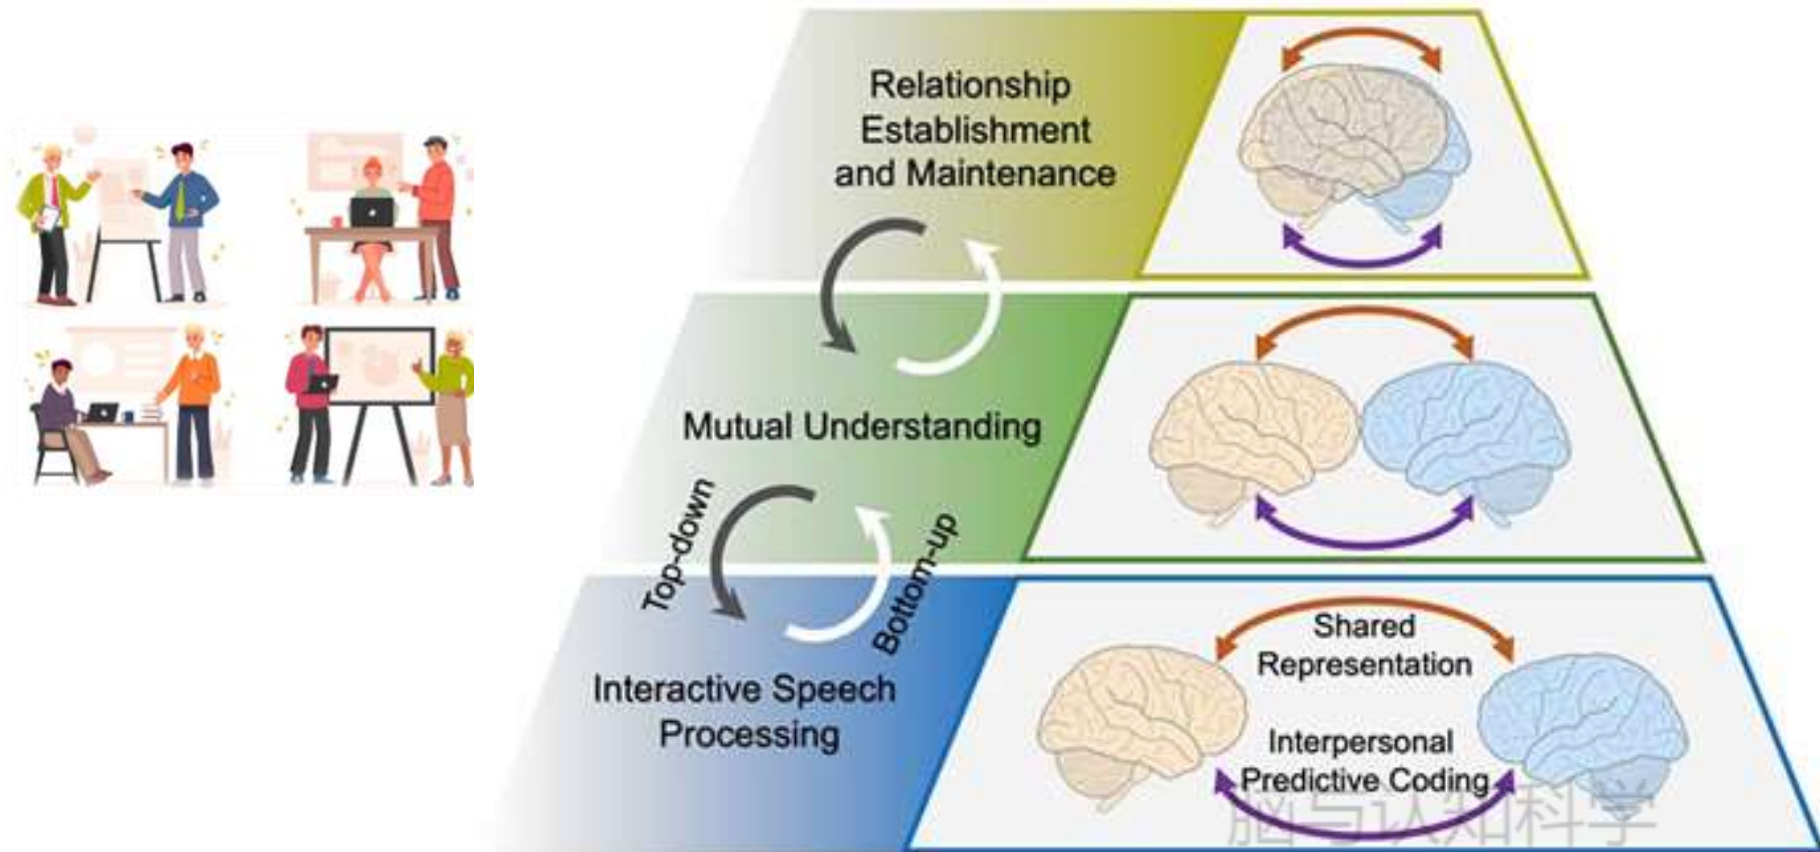 Relationship
Establishment
and Maintenance
Mutual Understanding
Top-down
Bottom-up
Interactive Speech
Processing
Shared
Representation
Interpersonal
Predictive Coding
脑与认知科学